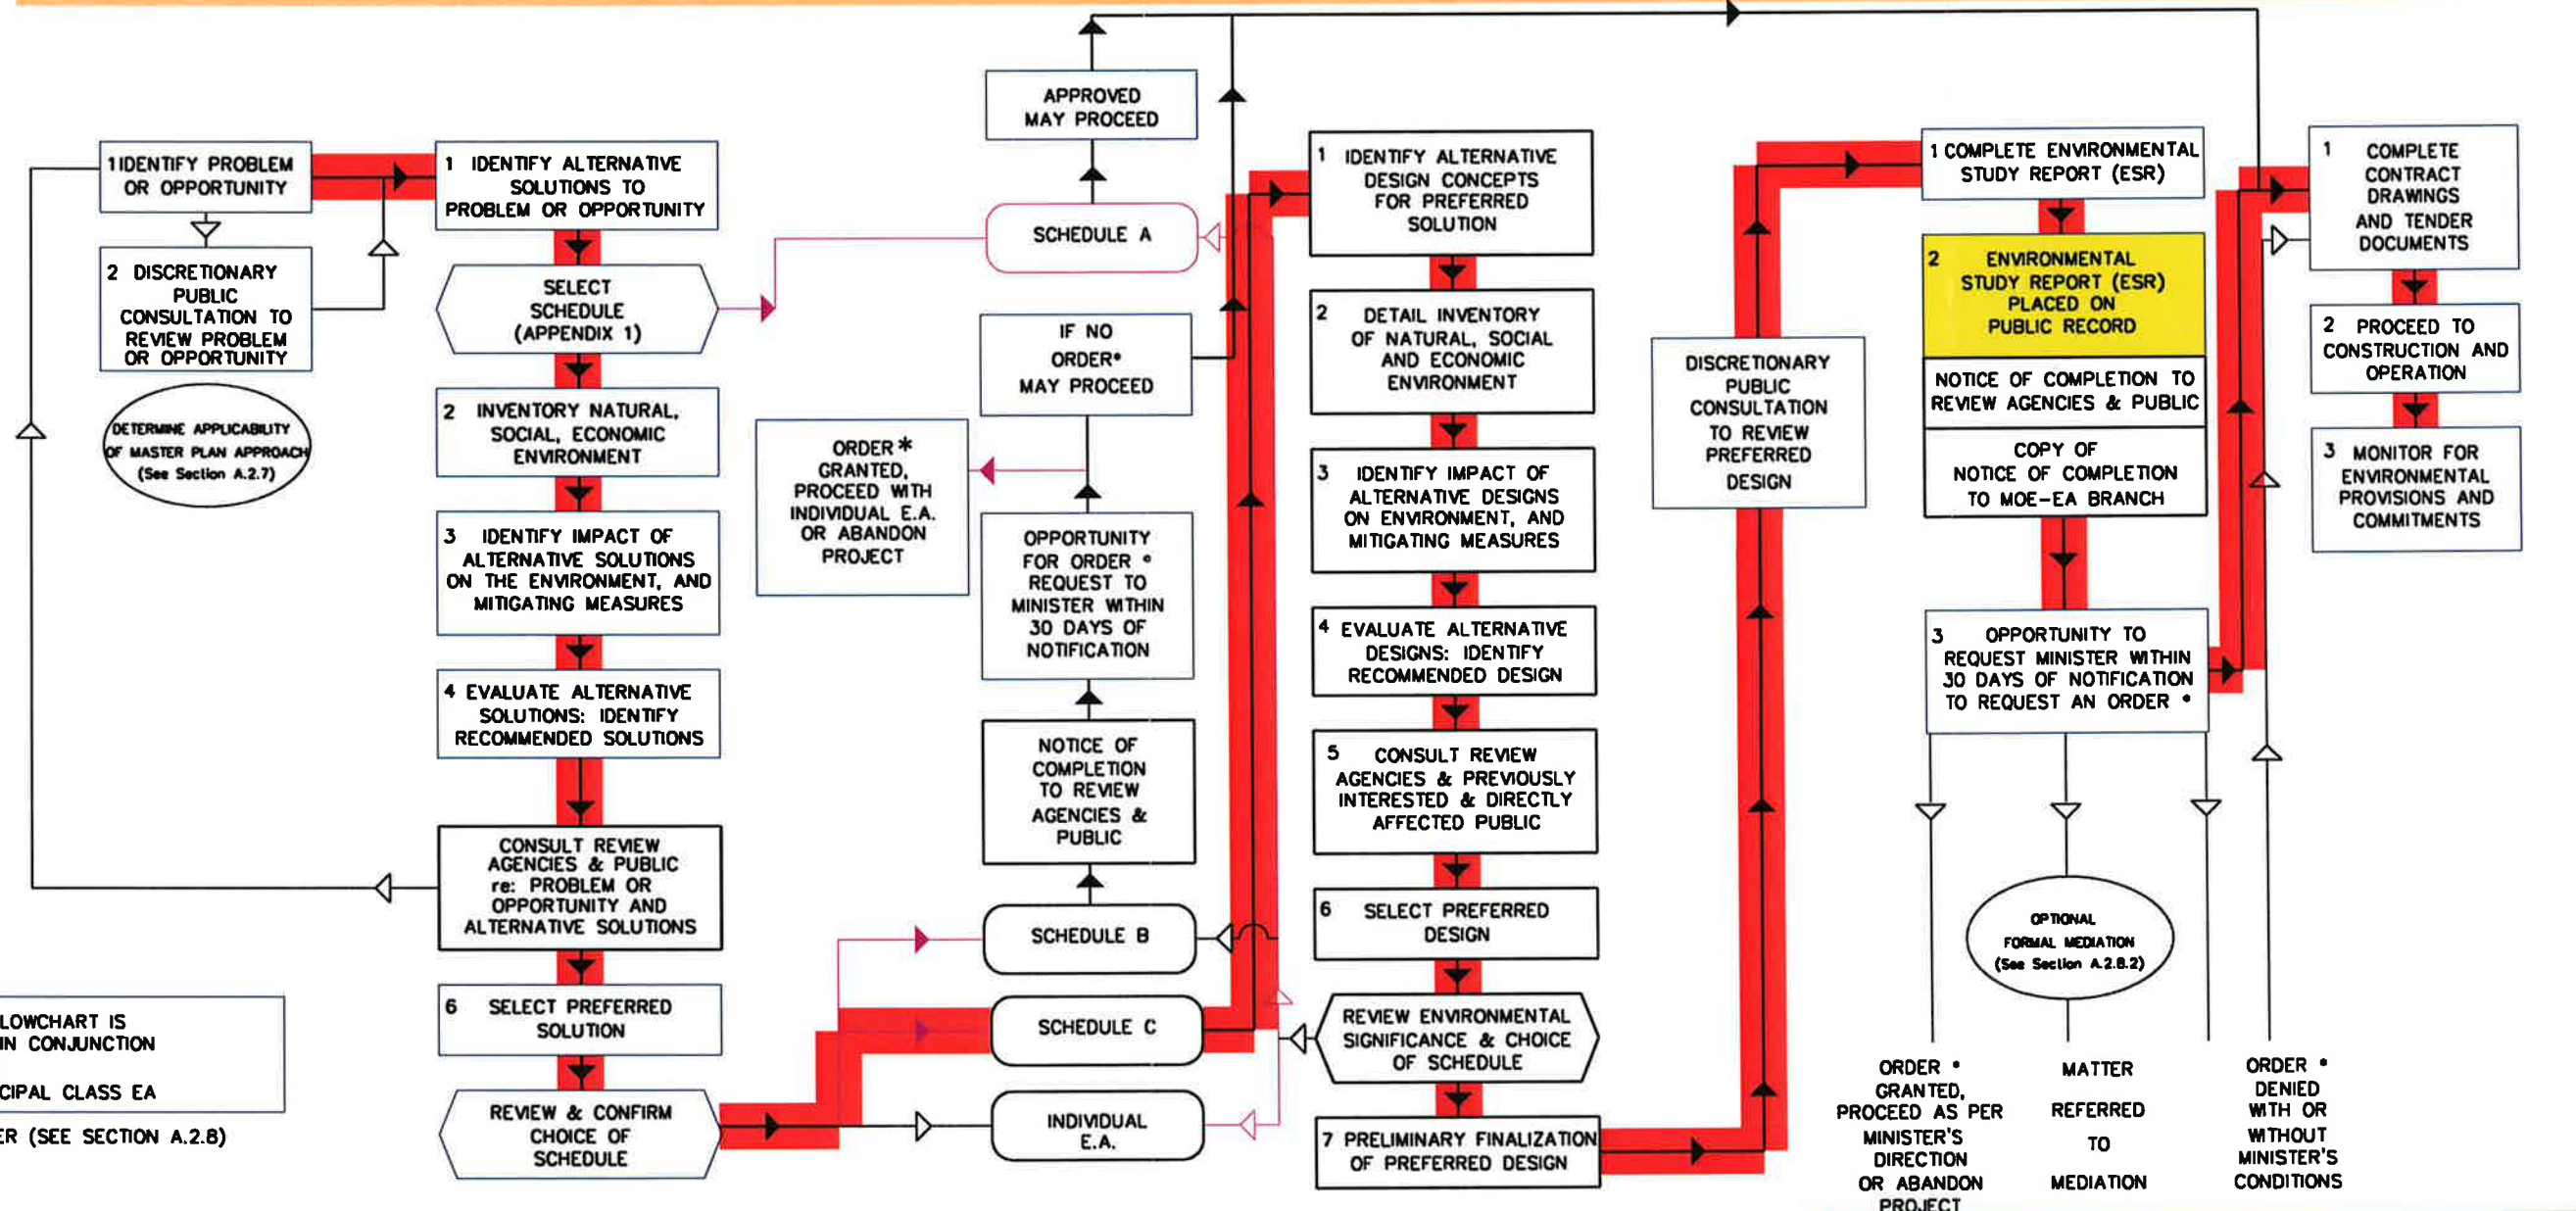 1 IDENTIFY PROBLEM
OR OPPORTUNITY
2 DISCRETIONARY
PUBLIC
CONSULTATION TO
REVIEW PROBLEM
OR OPPORTUNITY
DETERMINE APPLICABILITY
OF MASTER PLAN APPROACH
(See Section A.2.7)
LOWCHART IS
IN CONJUNCTION
CIPAL CLASS EA
ER (SEE SECTION A.2.8)
1 IDENTIFY ALTERNATIVE
SOLUTIONS TO
PROBLEM OR OPPORTUNITY
SELECT
SCHEDULE
(APPENDIX 1)
2 INVENTORY NATURAL,
SOCIAL, ECONOMIC
ENVIRONMENT
3 IDENTIFY IMPACT OF
ALTERNATIVE SOLUTIONS
ON THE ENVIRONMENT, AND
MITIGATING MEASURES
4 EVALUATE ALTERNATIVE
SOLUTIONS: IDENTIFY
RECOMMENDED SOLUTIONS
CONSULT REVIEW
AGENCIES & PUBLIC
re: PROBLEM OR
OPPORTUNITY AND
ALTERNATIVE SOLUTIONS
6 SELECT PREFERRED
SOLUTION
REVIEW & CONFIRM
CHOICE OF
SCHEDULE
APPROVED
MAY PROCEED
SCHEDULE A
IF NO
ORDER*
MAY PROCEED
ORDER *
GRANTED,
PROCEED WITH
INDIVIDUAL E.A.
OR ABANDON
PROJECT
OPPORTUNITY
FOR ORDER *
REQUEST TO
MINISTER WITHIN
30 DAYS OF
NOTIFICATION
NOTICE OF
COMPLETION
TO REVIEW
AGENCIES &
PUBLIC
SCHEDULE B
SCHEDULE C
INDIVIDUAL
E.A.
1 IDENTIFY ALTERNATIVE
DESIGN CONCEPTS
FOR PREFERRED
SOLUTION
2 DETAIL INVENTORY
OF NATURAL, SOCIAL
AND ECONOMIC
ENVIRONMENT
3 IDENTIFY IMPACT OF
ALTERNATIVE DESIGNS
ON ENVIRONMENT, AND
MITIGATING MEASURES
4 EVALUATE ALTERNATIVE
DESIGNS: IDENTIFY
RECOMMENDED DESIGN
5 CONSULT REVIEW
AGENCIES & PREVIOUSLY
INTERESTED & DIRECTLY
AFFECTED PUBLIC
6 SELECT PREFERRED
DESIGN
REVIEW ENVIRONMENTAL
SIGNIFICANCE & CHOICE
OF SCHEDULE
7 PRELIMINARY FINALIZATION
OF PREFERRED DESIGN
DISCRETIONARY
PUBLIC
CONSULTATION
TO REVIEW
PREFERRED
DESIGN
1 COMPLETE ENVIRONMENTAL
STUDY REPORT (ESR)
2 ENVIRONMENTAL
STUDY REPORT (ESR)
PLACED ON
PUBLIC RECORD
NOTICE OF COMPLETION TO
REVIEW AGENCIES & PUBLIC
COPY OF
NOTICE OF COMPLETION
TO MOE-EA BRANCH
3 OPPORTUNITY TO
REQUEST MINISTER WITHIN
30 DAYS OF NOTIFICATION
TO REQUEST AN ORDER *
OPTIONAL
FORMAL MEDIATION
(See Section A.2.8.2)
ORDER *
GRANTED,
PROCEED AS PER
MINISTER'S
DIRECTION
OR ABANDON
PROJECT
MATTER
REFERRED
TO
MEDIATION
ORDER *
DENIED
WITH OR
WITHOUT
MINISTER'S
CONDITIONS
1 COMPLETE
CONTRACT
DRAWINGS
AND TENDER
DOCUMENTS
2 PROCEED TO
CONSTRUCTION AND
OPERATION
3 MONITOR FOR
ENVIRONMENTAL
PROVISIONS AND
COMMITMENTS